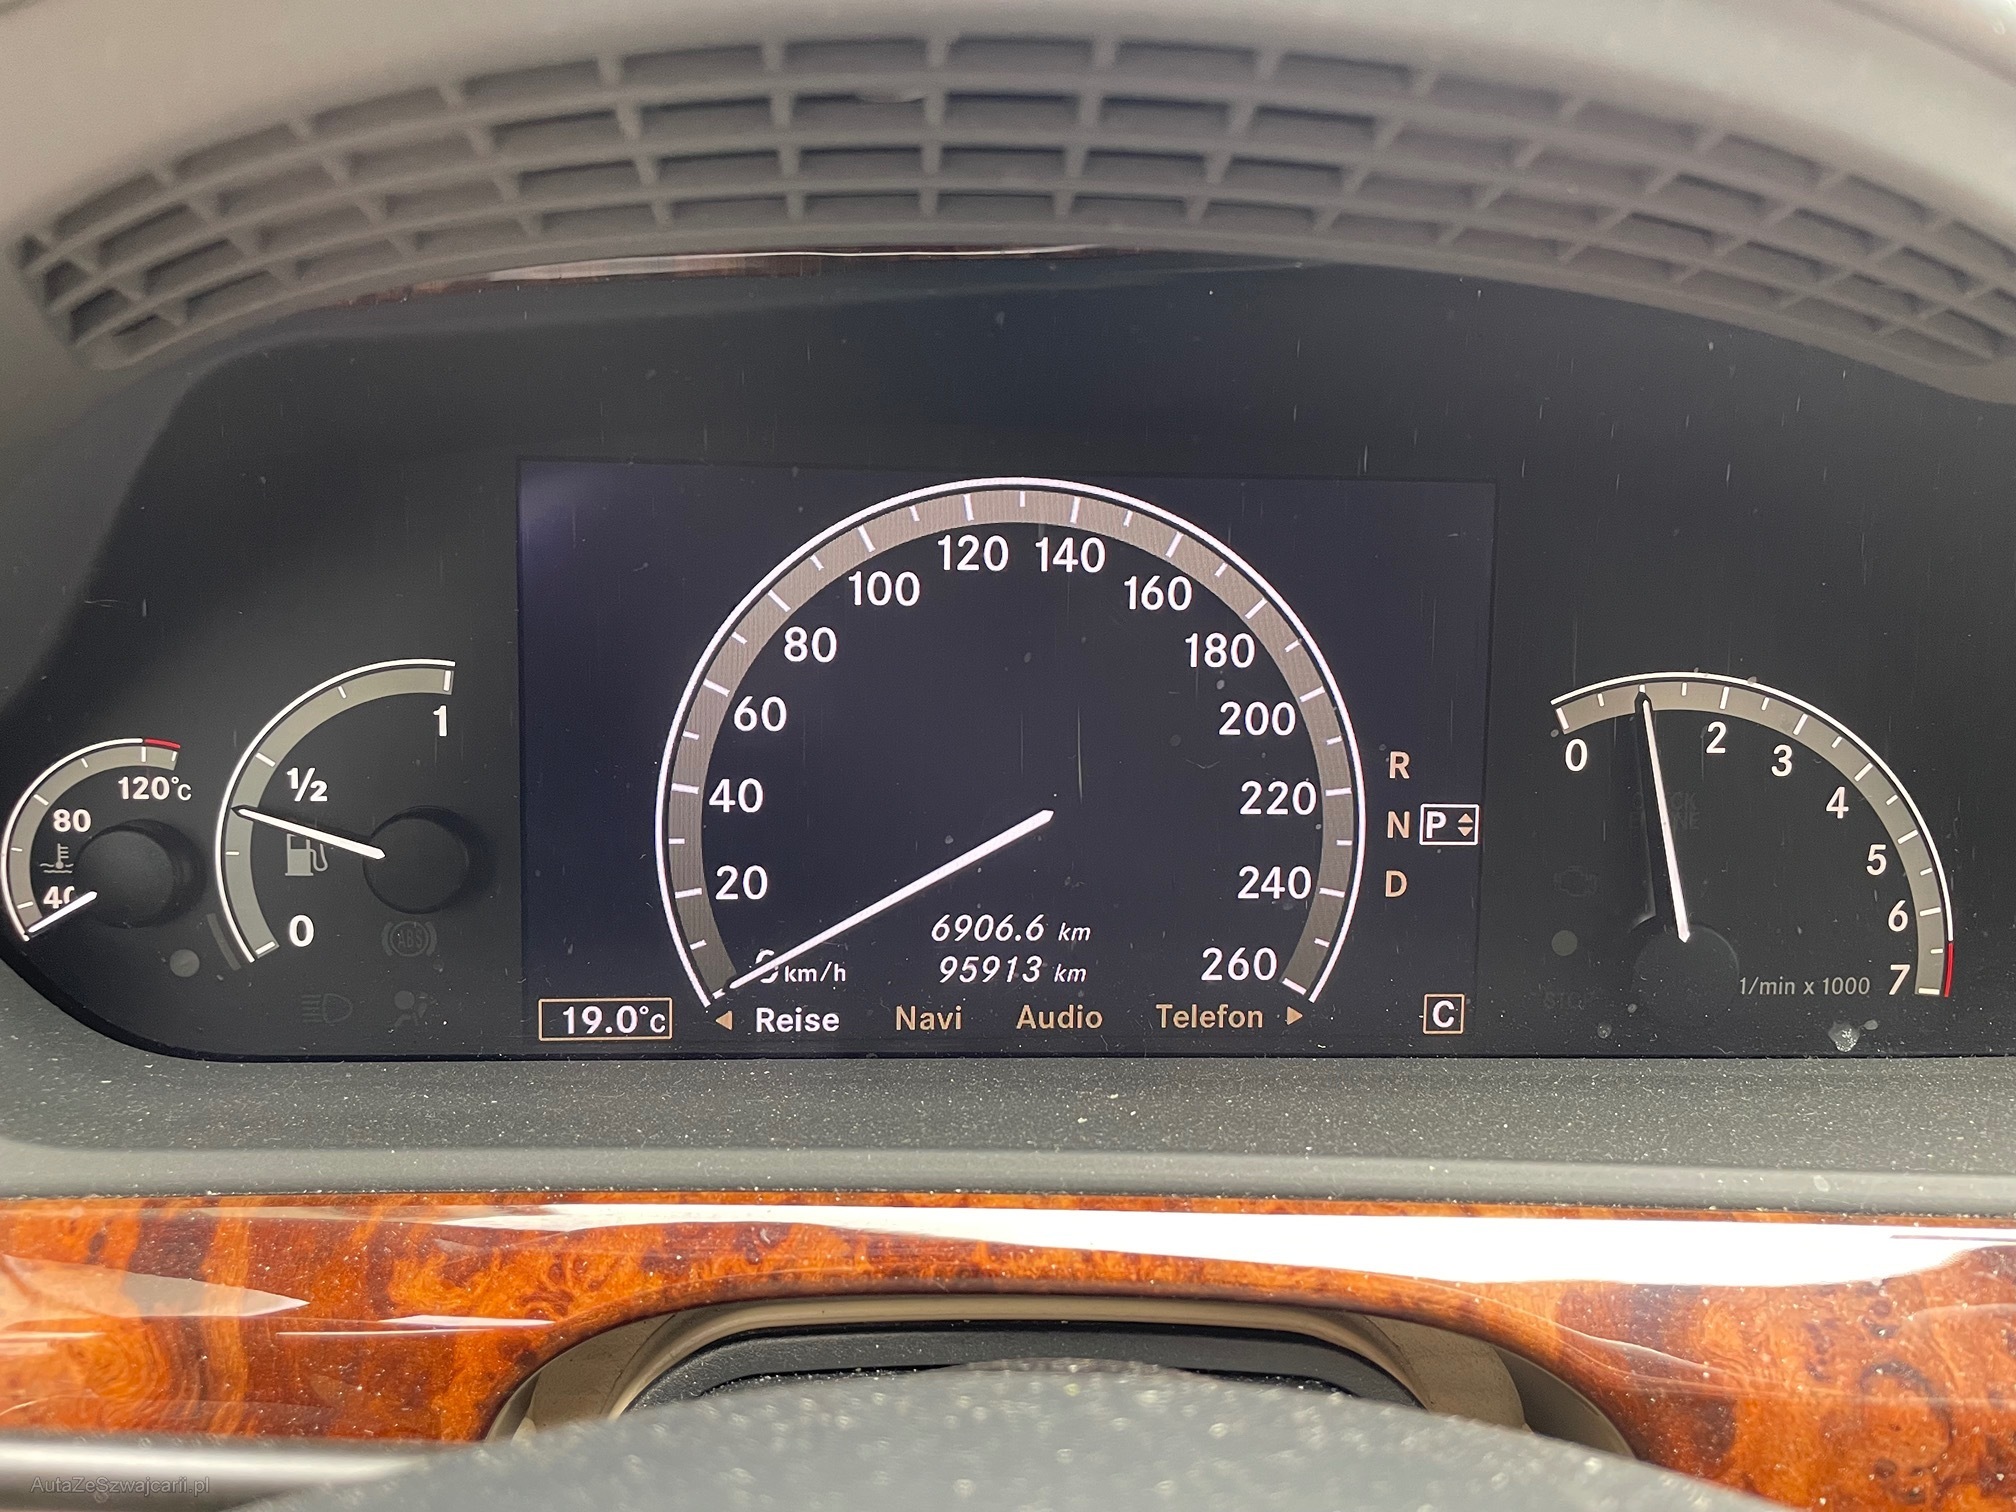 120 140
100 160
80 180
60 200
40 220
20 240
0 km/h 260
6906.6 km
95913 km
19.0°C
Reise Navi Audio Telefon
R
N P
D
C
120°C
80
40
1
½
0
ABS
0 2 3 4 5 6 7
1/min x 1000
AutaZeSzwajcarii.pl